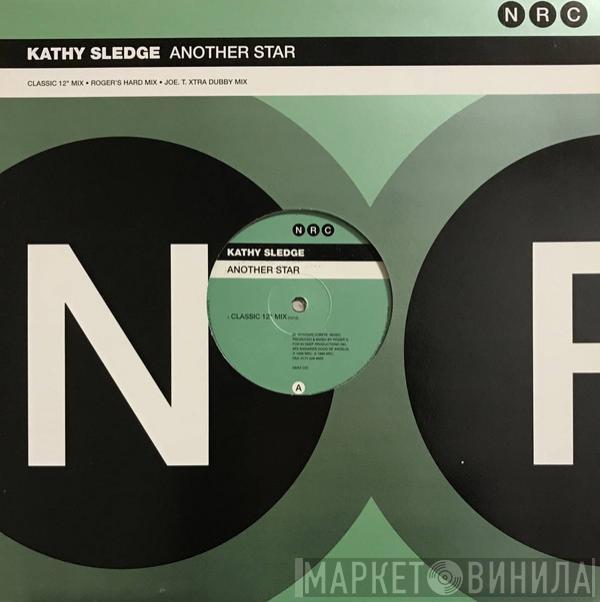 N R C
KATHY SLEDGE ANOTHER STAR
CLASSIC 12" MIX • ROGER'S HARD MIX • JOE. T. XTRA DUBBY MIX
N R C
KATHY SLEDGE
ANOTHER STAR
CLASSIC 12" MIX
A
N
МАРКЕТ ВИНИЛА